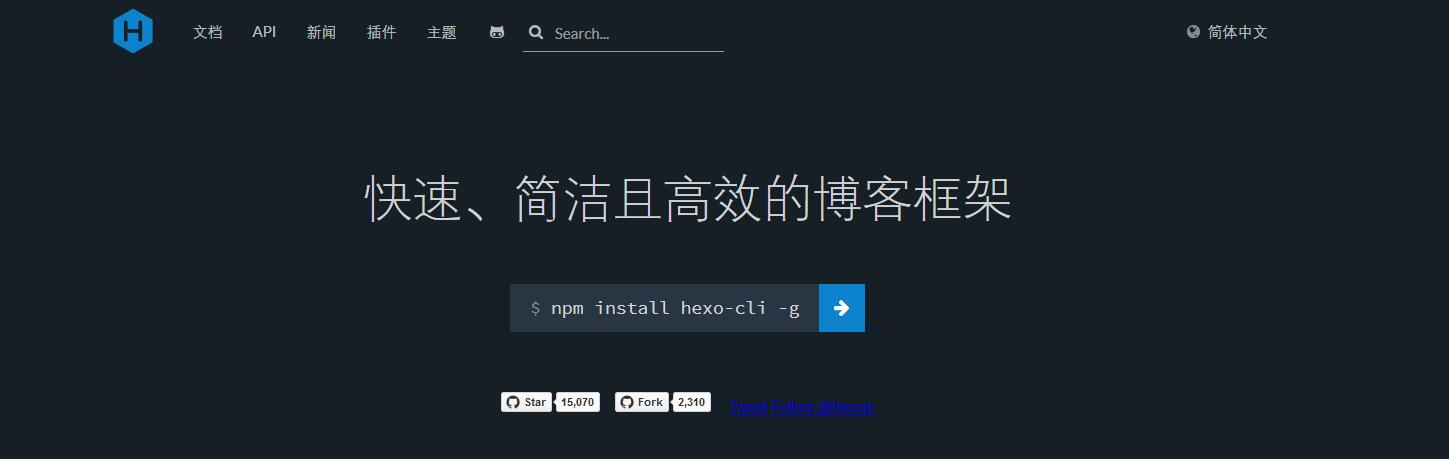 H 文档 API 新闻 插件 主题 Search... 简体中文
快速、简洁且高效的博客框架
$ npm install hexo-cli -g
Star 15,070 Fork 2,310 Tweet Follow @hexojs